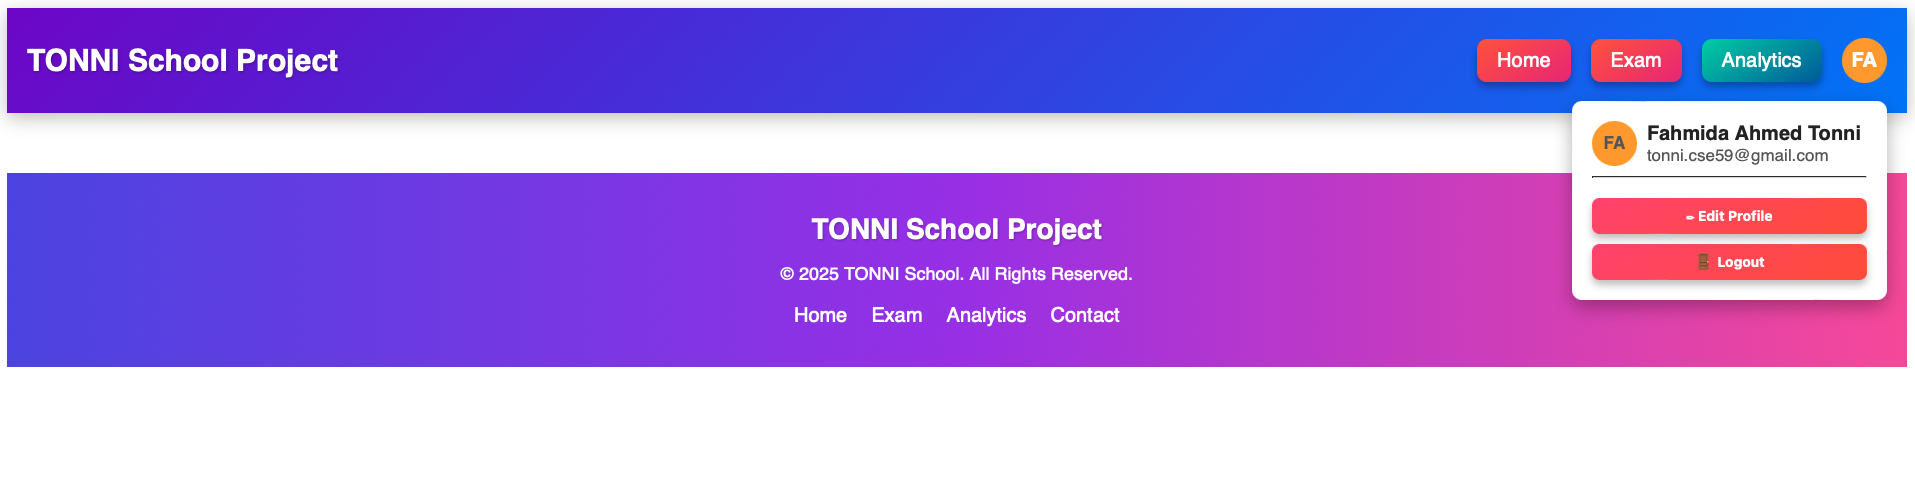 TONNI School Project
Home
Exam
Analytics
FA
FA
Fahmida Ahmed Tonni
tonni.cse59@gmail.com
✏ Edit Profile
🚪 Logout
TONNI School Project
© 2025 TONNI School. All Rights Reserved.
Home Exam Analytics Contact